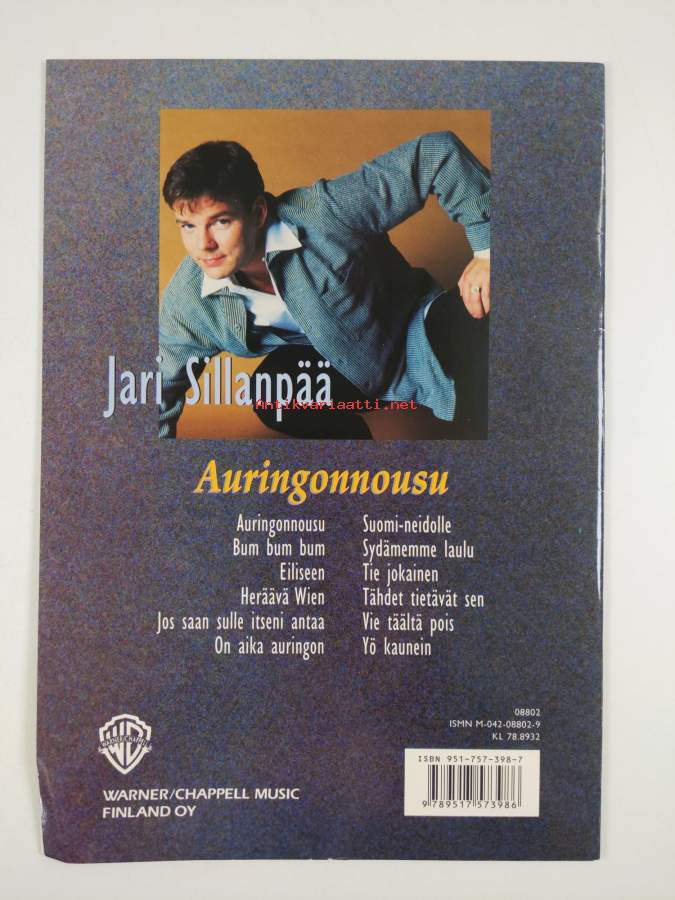 Jari Sillanpää
Antikvariaatti.net
Auringonnousu
Auringonnousu
Bum bum bum
Eiliseen
Heräävä Wien
Jos saan sulle itseni antaa
On aika auringon
Suomi-neidolle
Sydämemme laulu
Tie jokainen
Tähdet tietävät sen
Vie täältä pois
Yö kaunein
08802
ISMN M-042-08802-9
KL 78.8932
WARNER/CHAPPELL
WARNER/CHAPPELL MUSIC
FINLAND OY
ISBN 951-757-398-7
9 789517 573986